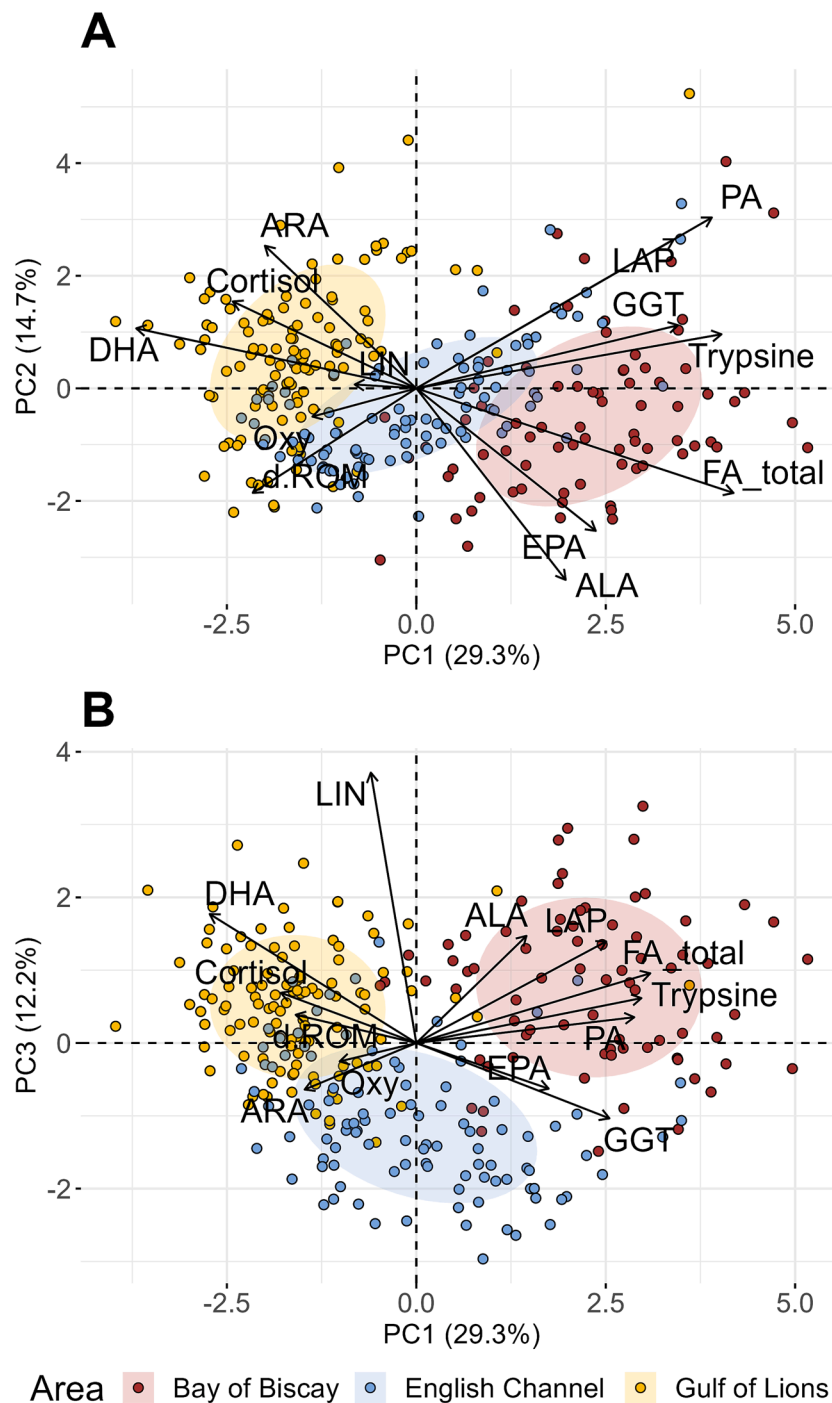 A
4
PA
ARA
LAP
Cortisol
2
GGT
DHA
LIN
Trypsine
PC2 (14.7%)
0
Oxy
d.ROM
FA_total
-2
EPA
ALA
-2.5
0.0
2.5
5.0
PC1 (29.3%)
B
4
LIN
DHA
2
ALA
LAP
FA_total
Cortisol
Trypsine
PC3 (12.2%)
d.ROM
PA
0
EPA
Oxy
ARA
GGT
-2
-2.5
0.0
2.5
5.0
PC1 (29.3%)
Area Bay of Biscay English Channel Gulf of Lions